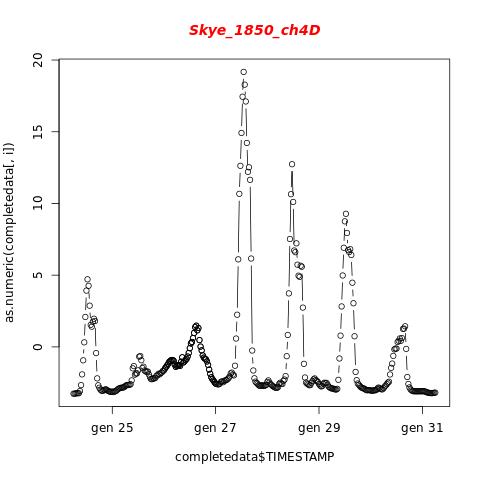 Skye_1850_ch4D
as.numeric(completedata[, i])
20
15
10
5
0
gen 25 gen 27 gen 29 gen 31
completedata$TIMESTAMP